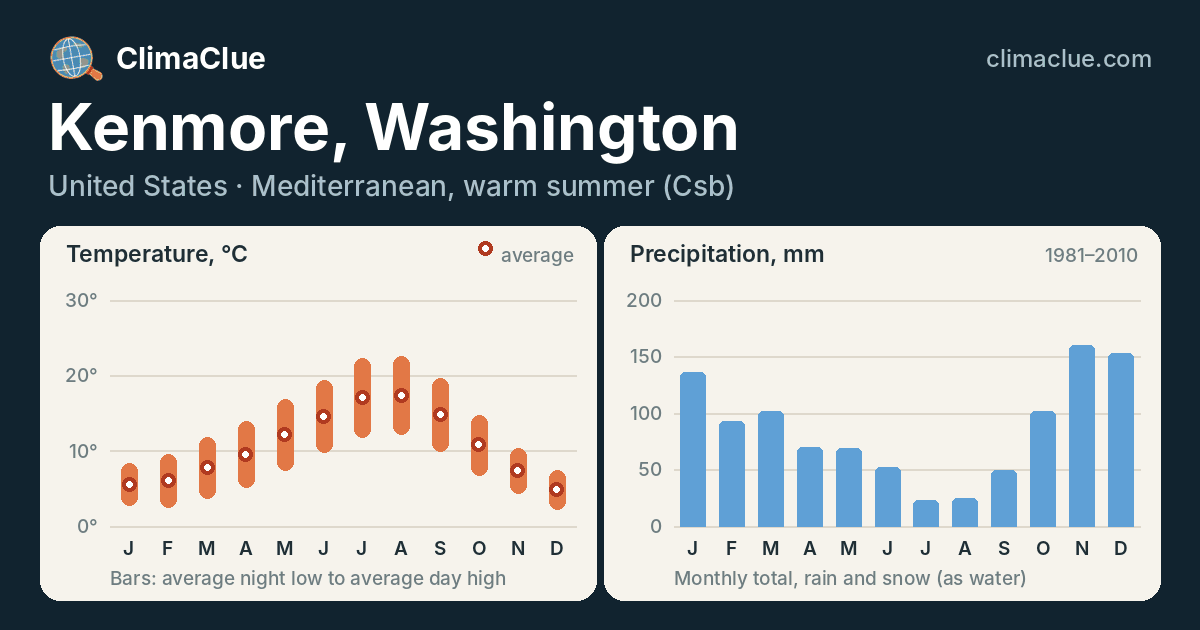 ClimaClue
climaclue.com
Kenmore, Washington
United States · Mediterranean, warm summer (Csb)
Temperature, °C
average
30°
20°
10°
0°
J F M A M J J A S O N D
Bars: average night low to average day high
Precipitation, mm
1981–2010
200
150
100
50
0
J F M A M J J A S O N D
Monthly total, rain and snow (as water)